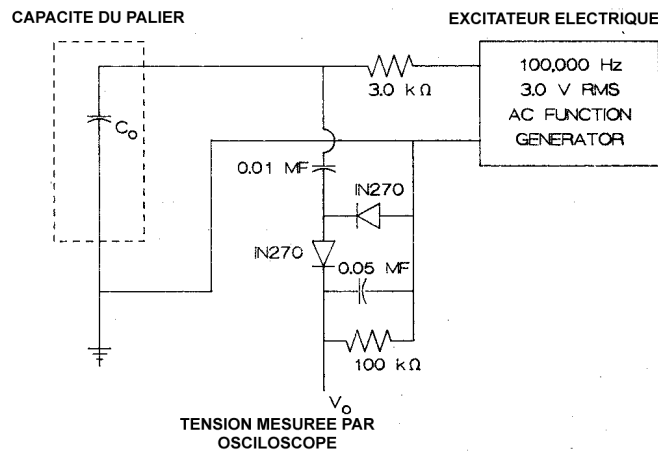 CAPACITE DU PALIER
EXCITATEUR ELECTRIQUE
100,000 Hz
3.0 V RMS
AC FUNCTION
GENERATOR
3.0 kΩ
Co
0.01 MF
IN270
IN270
0.05 MF
100 kΩ
Vo
TENSION MESUREE PAR
OSCILOSCOPE